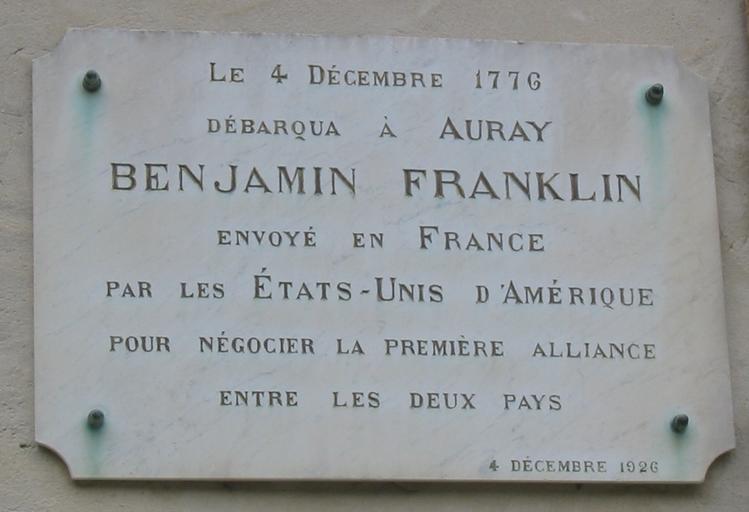 Le 4 Décembre 1776
débarqua à Auray
BENJAMIN FRANKLIN
envoyé en France
par les États-Unis d'Amérique
pour négocier la première alliance
entre les deux pays
4 décembre 1926